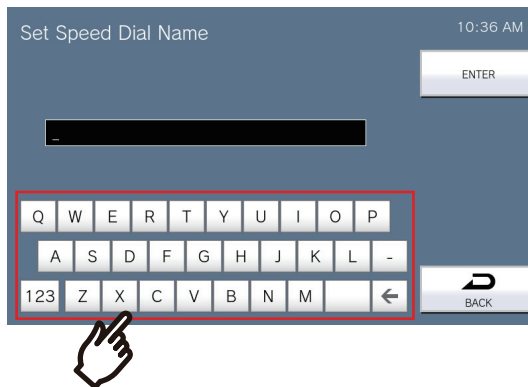 Set Speed Dial Name
10:36 AM
ENTER
_
Q W E R T Y U I O P
A S D F G H J K L -
123 Z X C V B N M ←
BACK